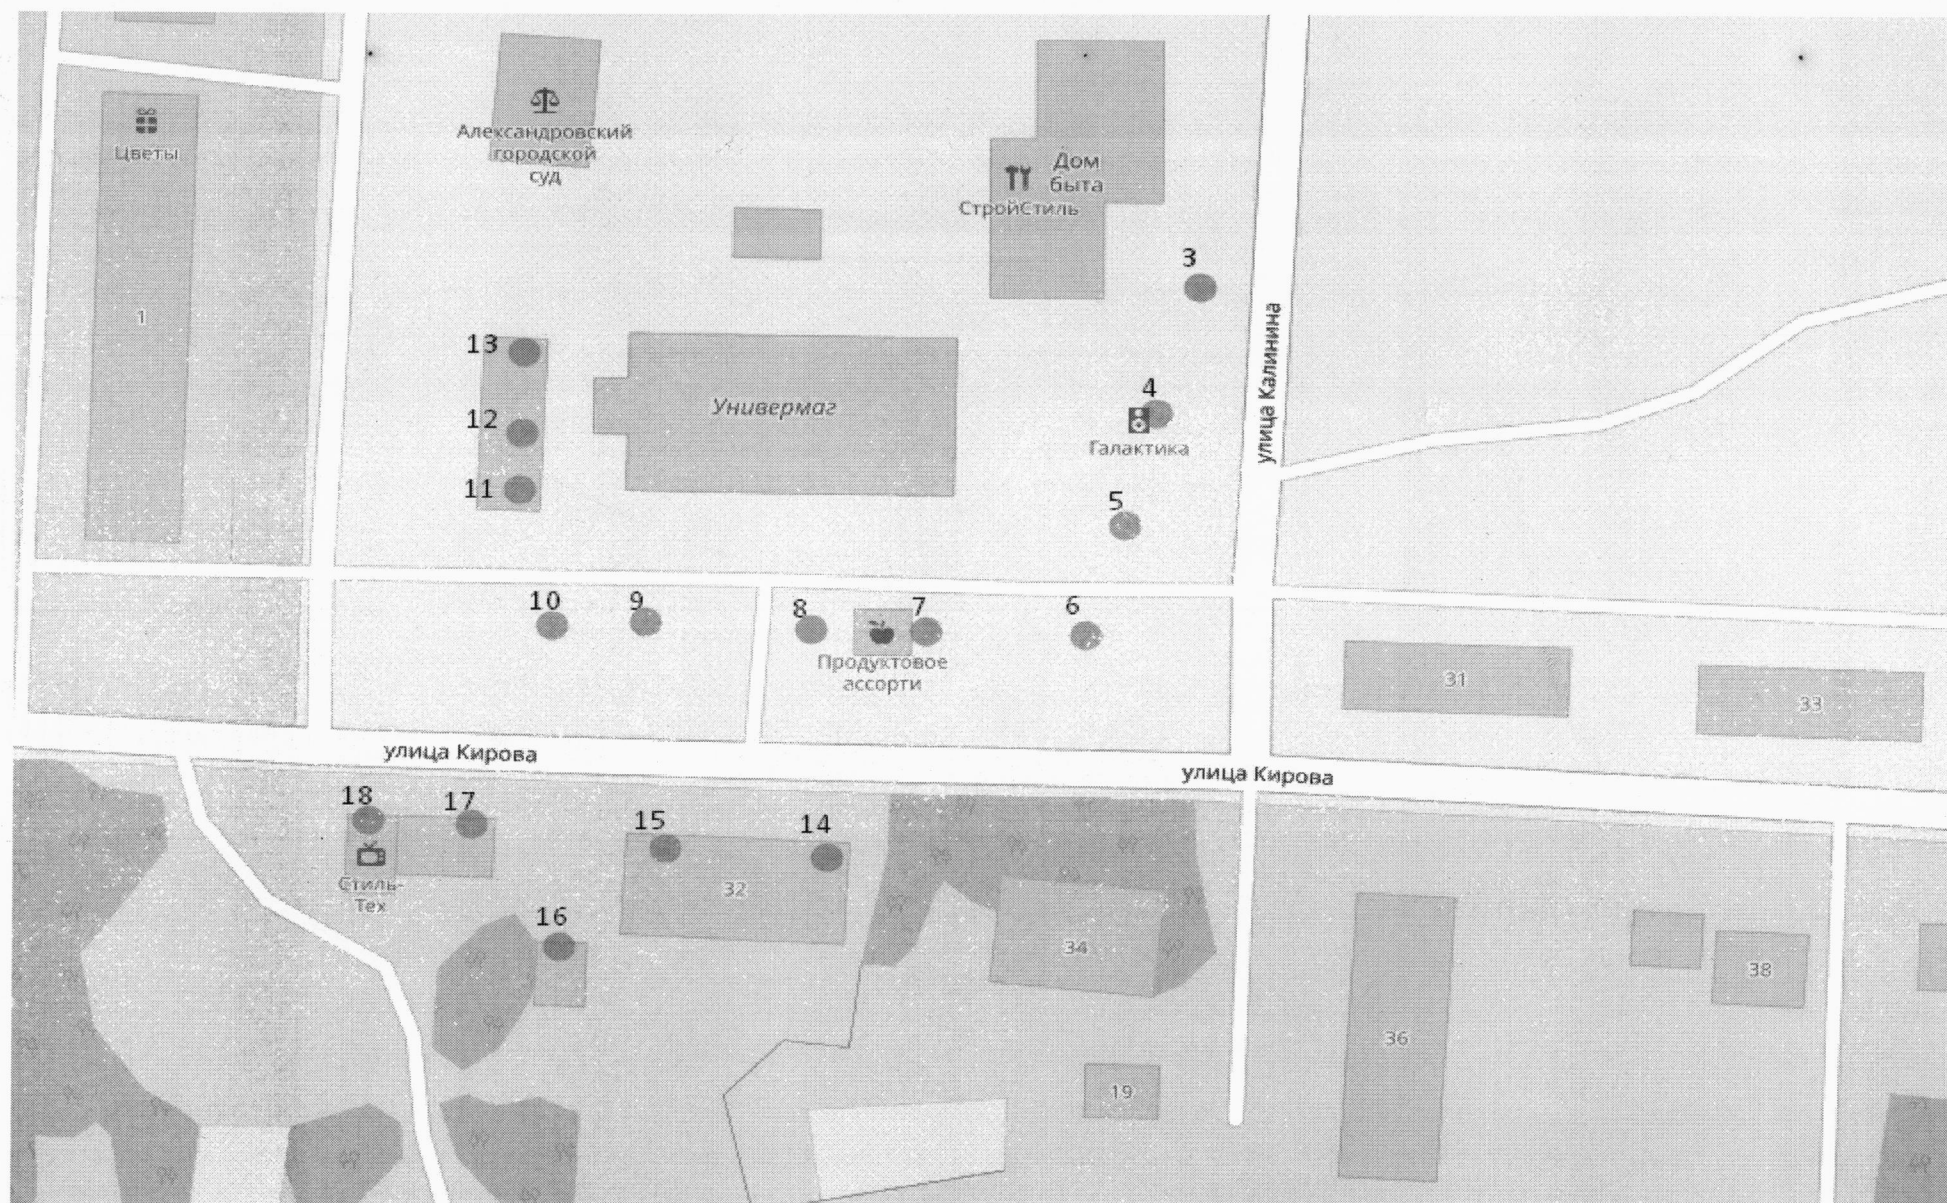 Цветы
Александровский
городской
суд
Дом
быта
СтройСтиль
3
1
улица Калинина
13
Универмаг
4
12
Галактика
11
5
10
9
8
7
6
Продуктовое
ассорти
31
33
улица Кирова
улица Кирова
18
17
15
14
Стиль-
Тех
32
16
34
38
36
19